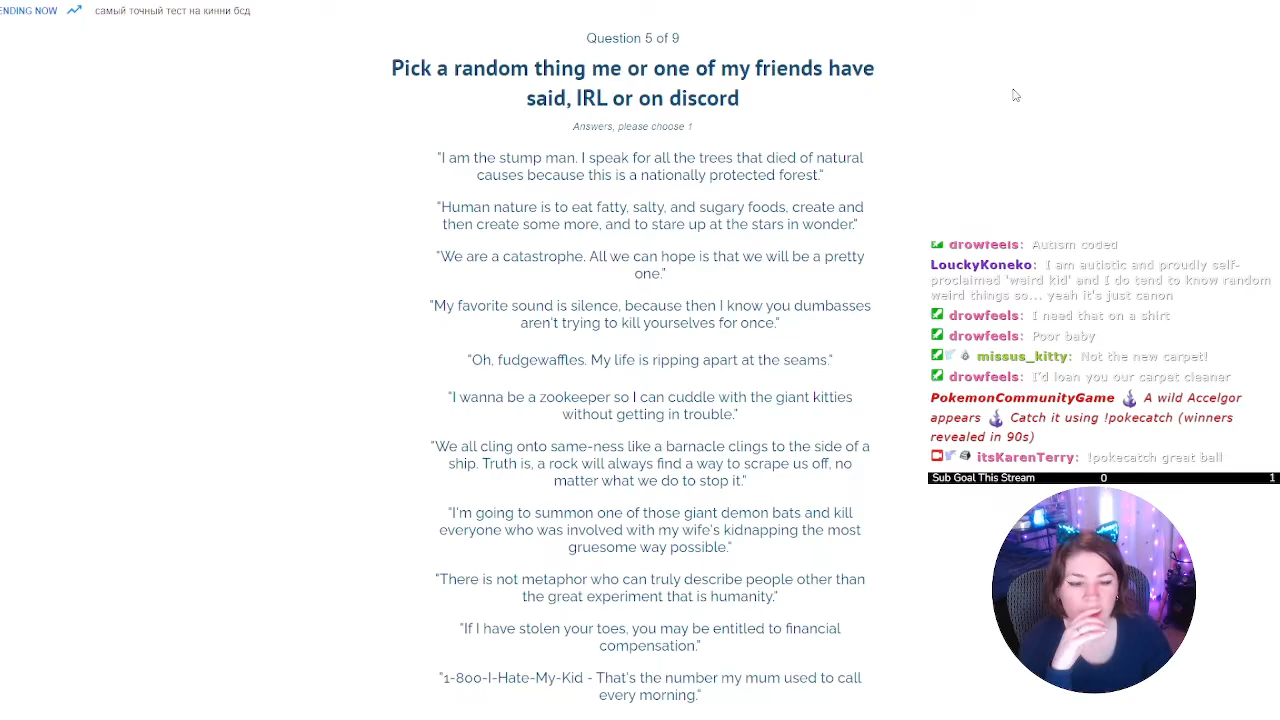 ENDING NOW самый точный тест на кинни бсд
Question 5 of 9
Pick a random thing me or one of my friends have
said, IRL or on discord
Answers, please choose 1
"I am the stump man. I speak for all the trees that died of natural
causes because this is a nationally protected forest."
"Human nature is to eat fatty, salty, and sugary foods, create and
then create some more, and to stare up at the stars in wonder."
"We are a catastrophe. All we can hope is that we will be a pretty
one."
"My favorite sound is silence, because then I know you dumbasses
aren't trying to kill yourselves for once."
"Oh, fudgewaffles. My life is ripping apart at the seams."
"I wanna be a zookeeper so I can cuddle with the giant kitties
without getting in trouble."
"We all cling onto same-ness like a barnacle clings to the side of a
ship. Truth is, a rock will always find a way to scrape us off, no
matter what we do to stop it."
"I'm going to summon one of those giant demon bats and kill
everyone who was involved with my wife's kidnapping the most
gruesome way possible."
"There is not metaphor who can truly describe people other than
the great experiment that is humanity."
"If I have stolen your toes, you may be entitled to financial
compensation."
"1-800-I-Hate-My-Kid - That's the number my mum used to call
every morning."
drowfeels: Autism coded
LouckyKoneko: I am autistic and proudly self-
proclaimed 'weird kid' and I do tend to know random
weird things so... yeah it's just canon
drowfeels: I need that on a shirt
drowfeels: Poor baby
missus_kitty: Not the new carpet!
drowfeels: I'd loan you our carpet cleaner
PokemonCommunityGame A wild Accelgor
appears Catch it using !pokecatch (winners
revealed in 90s)
itsKarenTerry: !pokecatch great ball
Sub Goal This Stream 0 1